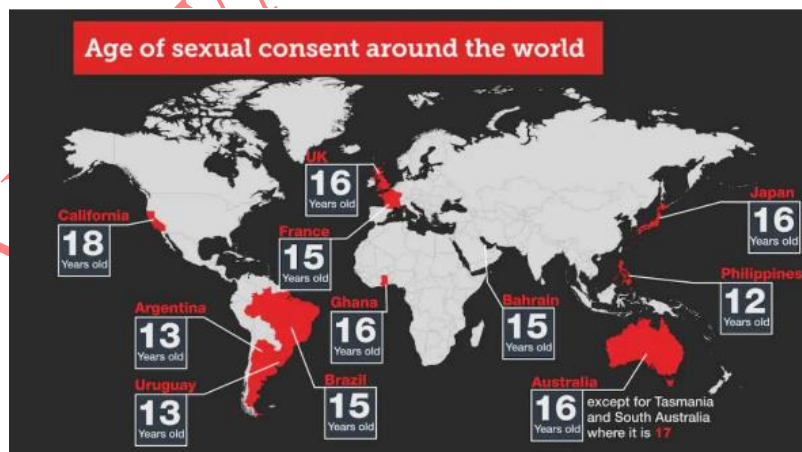 Age of sexual consent around the world
UK
16
Years old
California
18
Years old
France
15
Years old
Japan
16
Years old
Philippines
12
Years old
Argentina
13
Years old
Ghana
16
Years old
Bahrain
15
Years old
Uruguay
13
Years old
Brazil
15
Years old
Australia
16
Years old
except for Tasmania
and South Australia
where it is 17